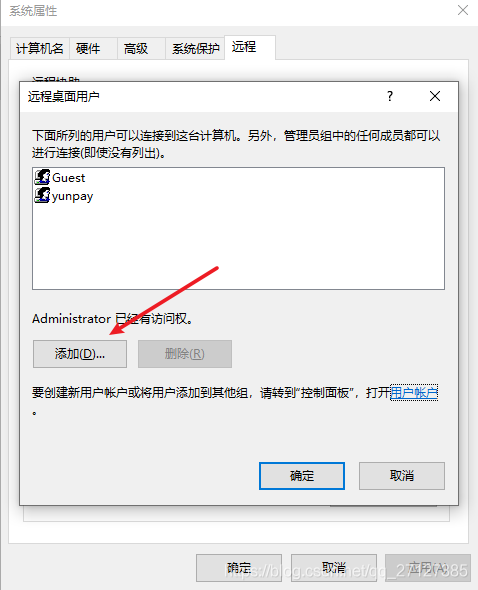 系统属性
计算机名 硬件 高级 系统保护 远程
远程协助
远程桌面用户 ?
下面所列的用户可以连接到这台计算机。另外，管理员组中的任何成员都可以
进行连接(即使没有列出)。
Guest
yunpay
Administrator 已经有访问权。
添加(D)... 删除(R)
要创建新用户帐户或将用户添加到其他组，请转到“控制面板”，打开用户帐户
。
确定 取消
确定 取消 应用(A)
https://blog.csdn.net/qq_27127885